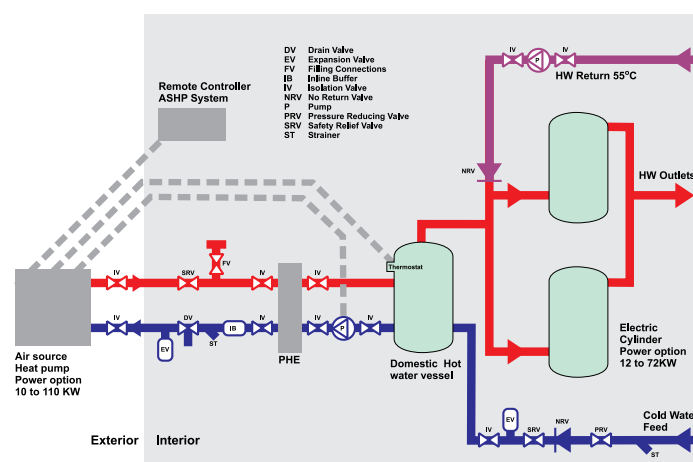 DV Drain Valve
EV Expansion Valve
FV Filling Connections
IB Inline Buffer
IV Isolation Valve
NRV No Return Valve
P Pump
PRV Pressure Reducing Valve
SRV Safety Relief Valve
ST Strainer
Remote Controller
ASHP System
IV
P
IV
HW Return 55°C
NRV
HW Outlets
Thermostat
IV
SRV
FV
IV
IV
IV
DV
ST
IB
IV
IV
P
IV
EV
PHE
Air source
Heat pump
Power option
10 to 110 KW
Domestic Hot
water vessel
Electric
Cylinder
Power option
12 to 72KW
Cold Water
Feed
IV
EV
SRV
NRV
PRV
ST
Exterior
Interior